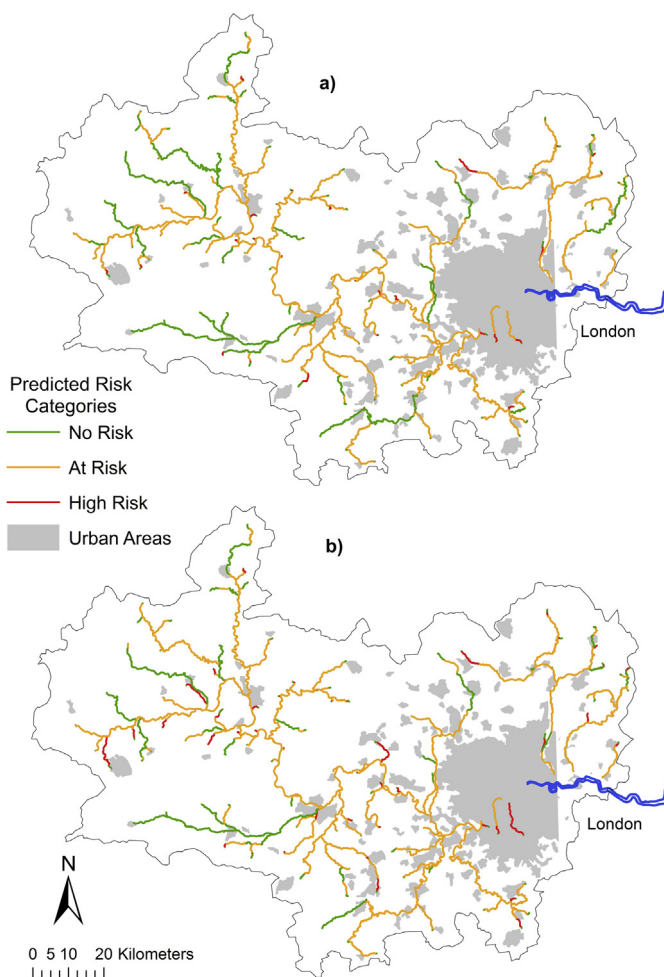 a)
London
Predicted Risk
Categories
No Risk
At Risk
High Risk
Urban Areas
b)
London
N
0 5 10 20 Kilometers